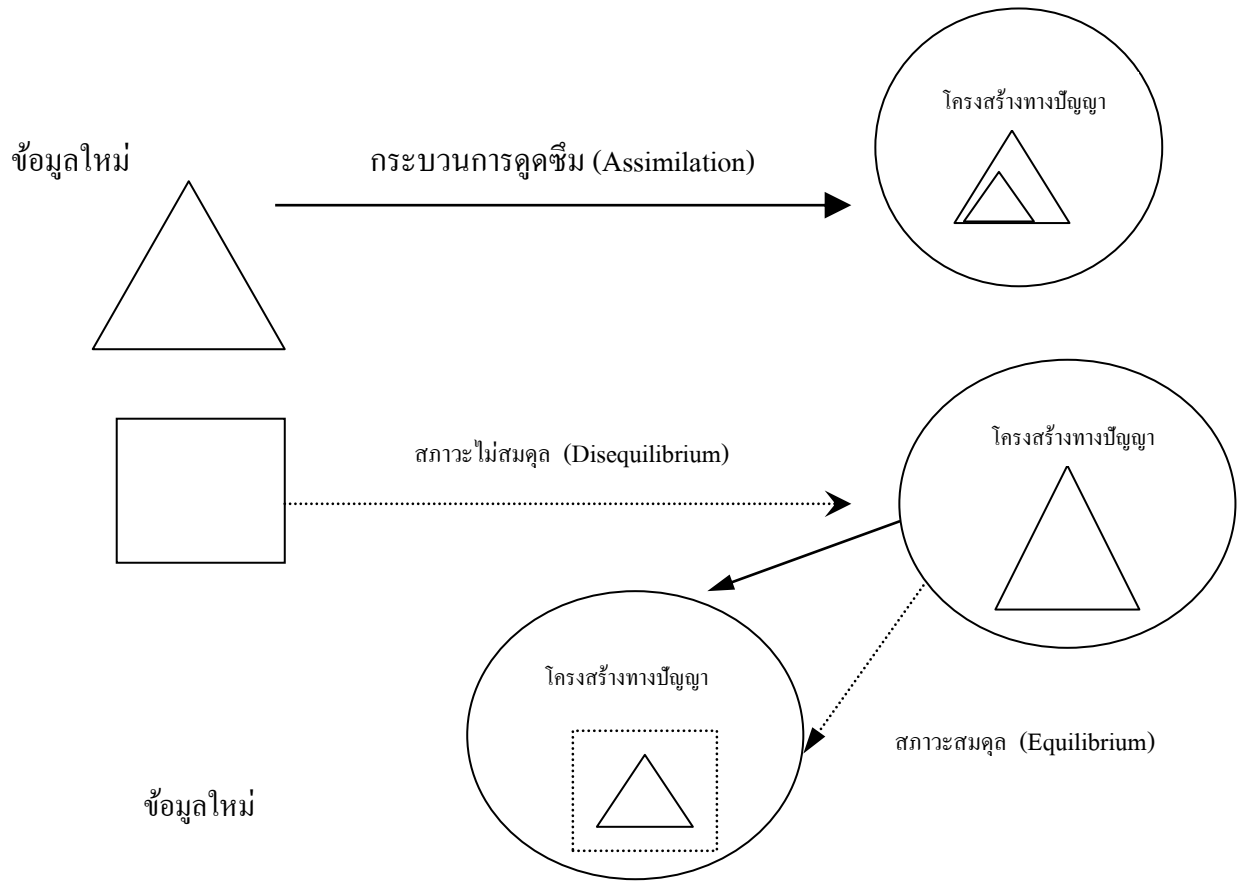 โครงสร้างทางปัญญา
ข้อมูลใหม่
กระบวนการดูดซึม (Assimilation)
โครงสร้างทางปัญญา
สภาวะไม่สมดุล (Disequilibrium)
โครงสร้างทางปัญญา
สภาวะสมดุล (Equilibrium)
ข้อมูลใหม่